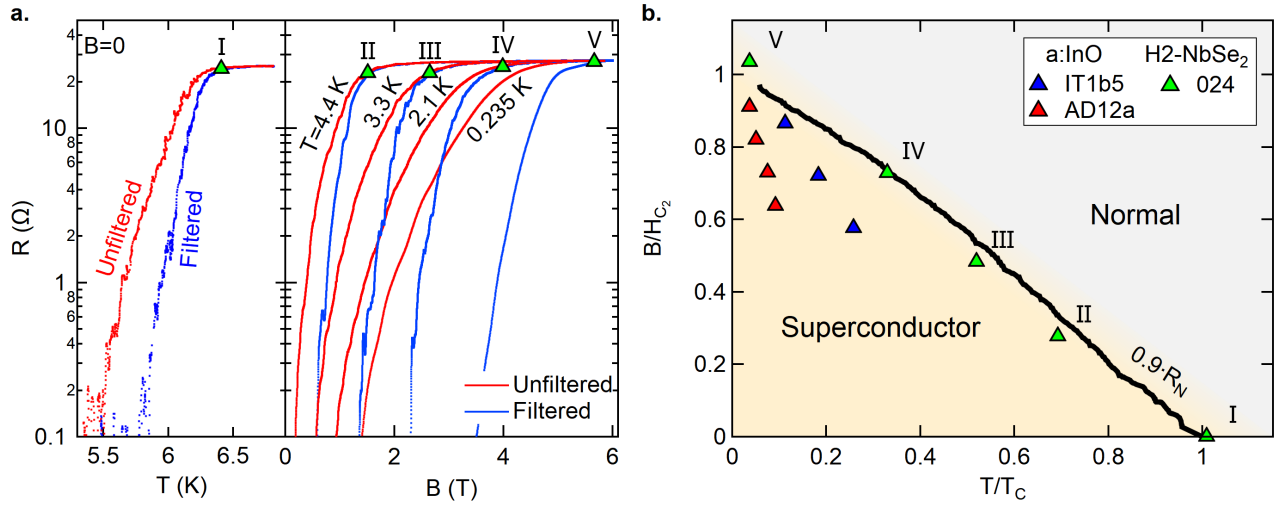 a.
B=0
I
II
III
IV
V
T=4.4 K
3.3 K
2.1 K
0.235 K
Unfiltered
Filtered
Unfiltered
Filtered
R (Ω)
4
2
10
8
6
4
2
1
8
6
4
2
0.1
5.5 6 6.5
T (K)
0 2 4 6
B (T)
b.
V
IV
III
II
I
a:InO H2-NbSe₂
IT1b5 024
AD12a
Normal
Superconductor
0.9·R_N
B/H_C₂
1
0.8
0.6
0.4
0.2
0
0 0.2 0.4 0.6 0.8 1
T/T_C